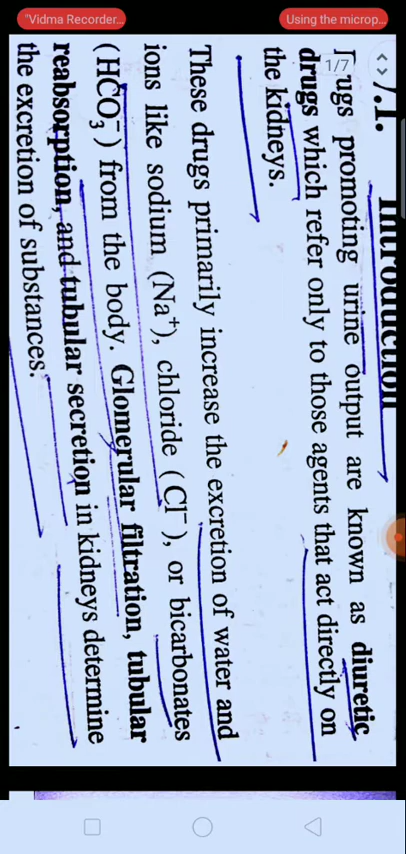 "Vidma Recorder...
Using the microp...
1/7
7.1. Introduction
ugs promoting urine output are known as diuretic
drugs which refer only to those agents that act directly on
the kidneys.
These drugs primarily increase the excretion of water and
ions like sodium (Na⁺), chloride (Cl⁻), or bicarbonates
(HCO₃⁻) from the body. Glomerular filtration, tubular
reabsorption, and tubular secretion in kidneys determine
the excretion of substances.